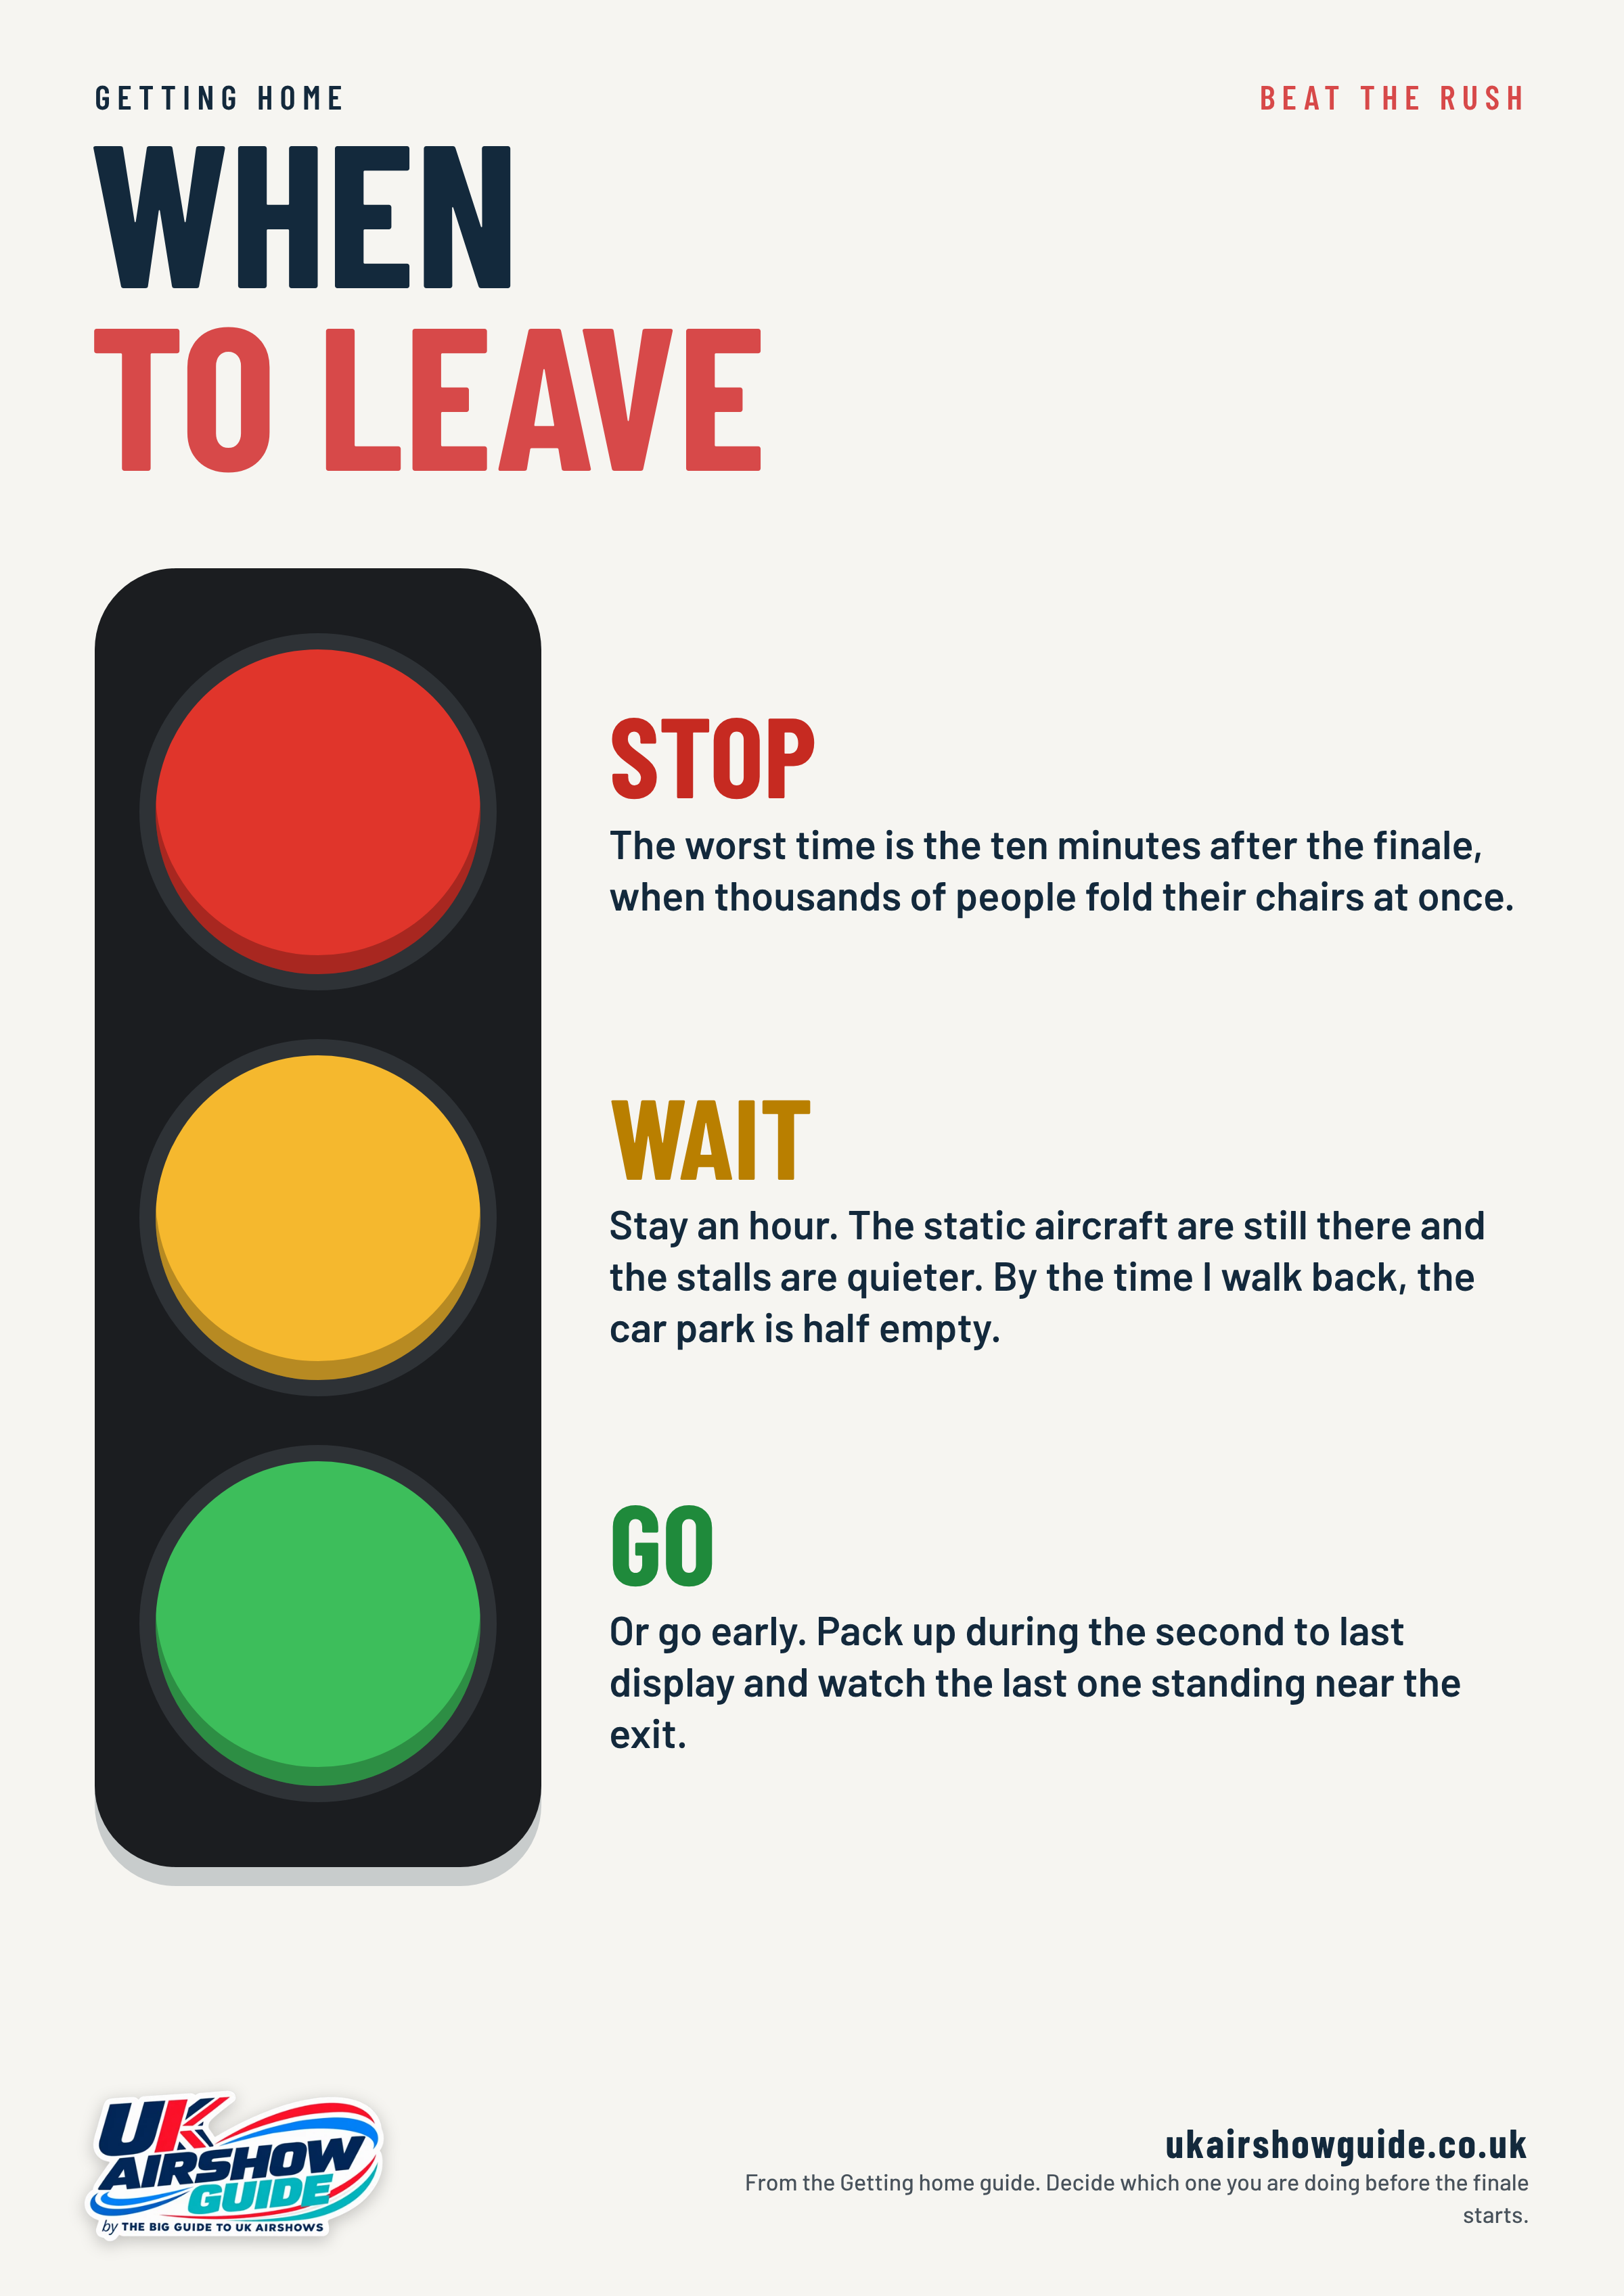 GETTING HOME
BEAT THE RUSH
WHEN
TO LEAVE
STOP
The worst time is the ten minutes after the finale,
when thousands of people fold their chairs at once.
WAIT
Stay an hour. The static aircraft are still there and
the stalls are quieter. By the time I walk back, the
car park is half empty.
GO
Or go early. Pack up during the second to last
display and watch the last one standing near the
exit.
UK
AIRSHOW
GUIDE
by THE BIG GUIDE TO UK AIRSHOWS
ukairshowguide.co.uk
From the Getting home guide. Decide which one you are doing before the finale
starts.